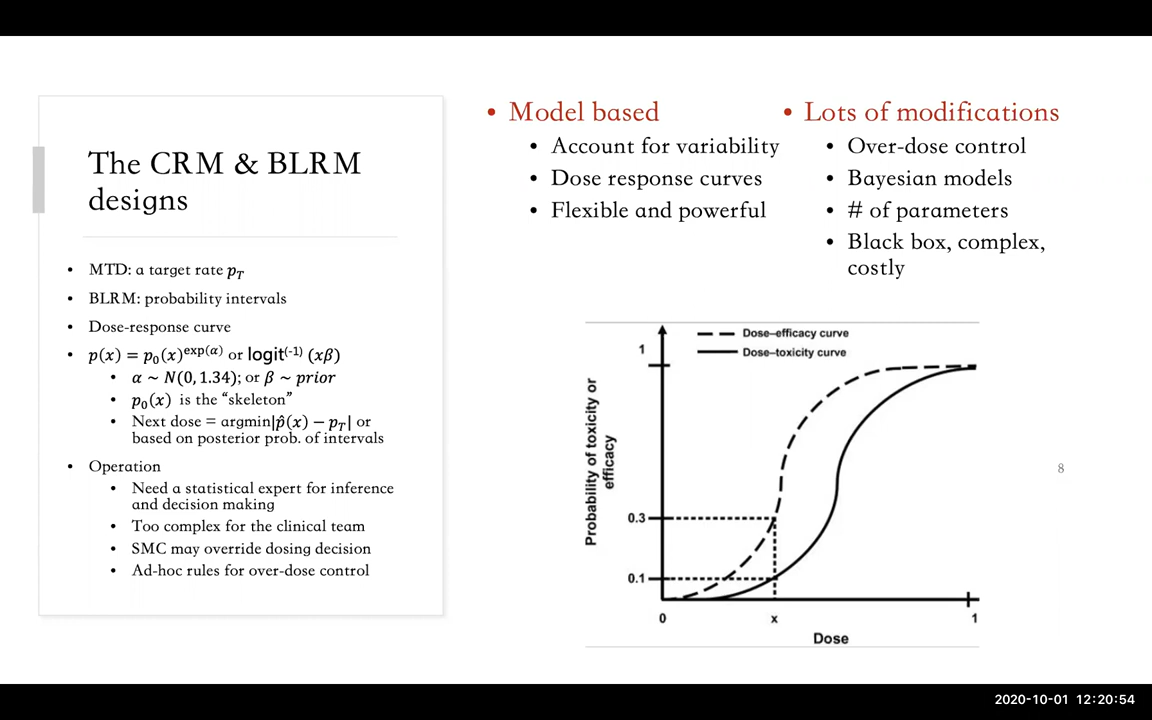 The CRM & BLRM
designs
• MTD: a target rate p_T
• BLRM: probability intervals
• Dose-response curve
• p(x) = p₀(x)^exp(α) or logit⁽⁻¹⁾ (xβ)
• α ~ N(0, 1.34); or β ~ prior
• p₀(x) is the “skeleton”
• Next dose = argmin|p̂(x) − p_T| or
based on posterior prob. of intervals
• Operation
• Need a statistical expert for inference
and decision making
• Too complex for the clinical team
• SMC may override dosing decision
• Ad-hoc rules for over-dose control
• Model based
• Account for variability
• Dose response curves
• Flexible and powerful
• Lots of modifications
• Over-dose control
• Bayesian models
• # of parameters
• Black box, complex,
costly
Dose–efficacy curve
Dose–toxicity curve
Probability of toxicity or
efficacy
1
0.3
0.1
0
x
1
Dose
8
2020-10-01 12:20:54